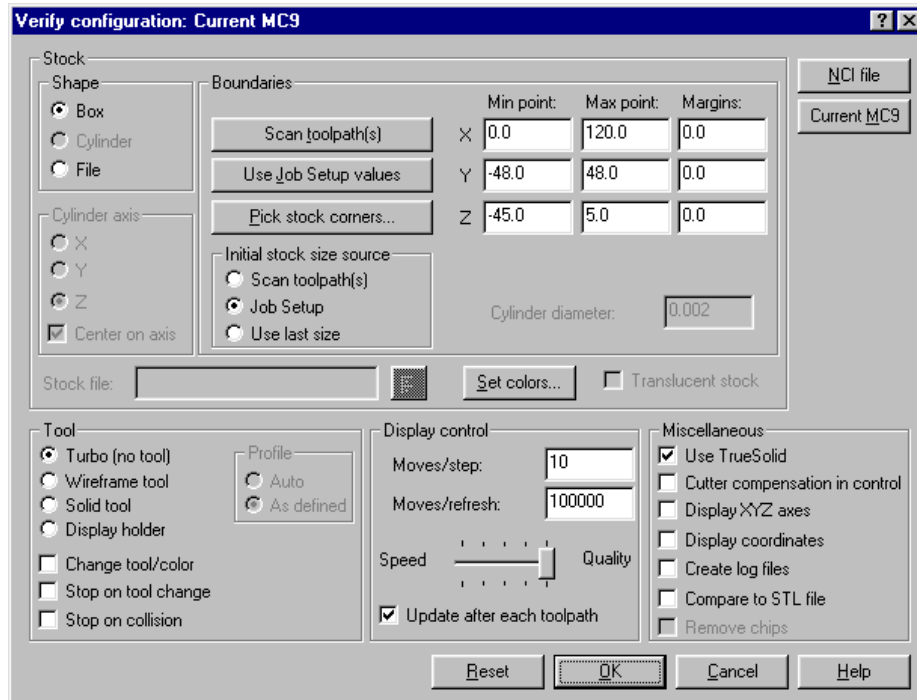 Verify configuration: Current MC9
Stock
Shape
Box
Cylinder
File
Boundaries
Scan toolpath(s)
Use Job Setup values
Pick stock corners...
Min point: Max point: Margins:
X 0.0 120.0 0.0
Y -48.0 48.0 0.0
Z -45.0 5.0 0.0
NCI file
Current MC9
Cylinder axis
X
Y
Z
Center on axis
Initial stock size source
Scan toolpath(s)
Job Setup
Use last size
Cylinder diameter: 0.002
Stock file:
Set colors...
Translucent stock
Tool
Turbo (no tool)
Wireframe tool
Solid tool
Display holder
Profile
Auto
As defined
Change tool/color
Stop on tool change
Stop on collision
Display control
Moves/step: 10
Moves/refresh: 100000
Speed Quality
Update after each toolpath
Miscellaneous
Use TrueSolid
Cutter compensation in control
Display XYZ axes
Display coordinates
Create log files
Compare to STL file
Remove chips
Reset OK Cancel Help